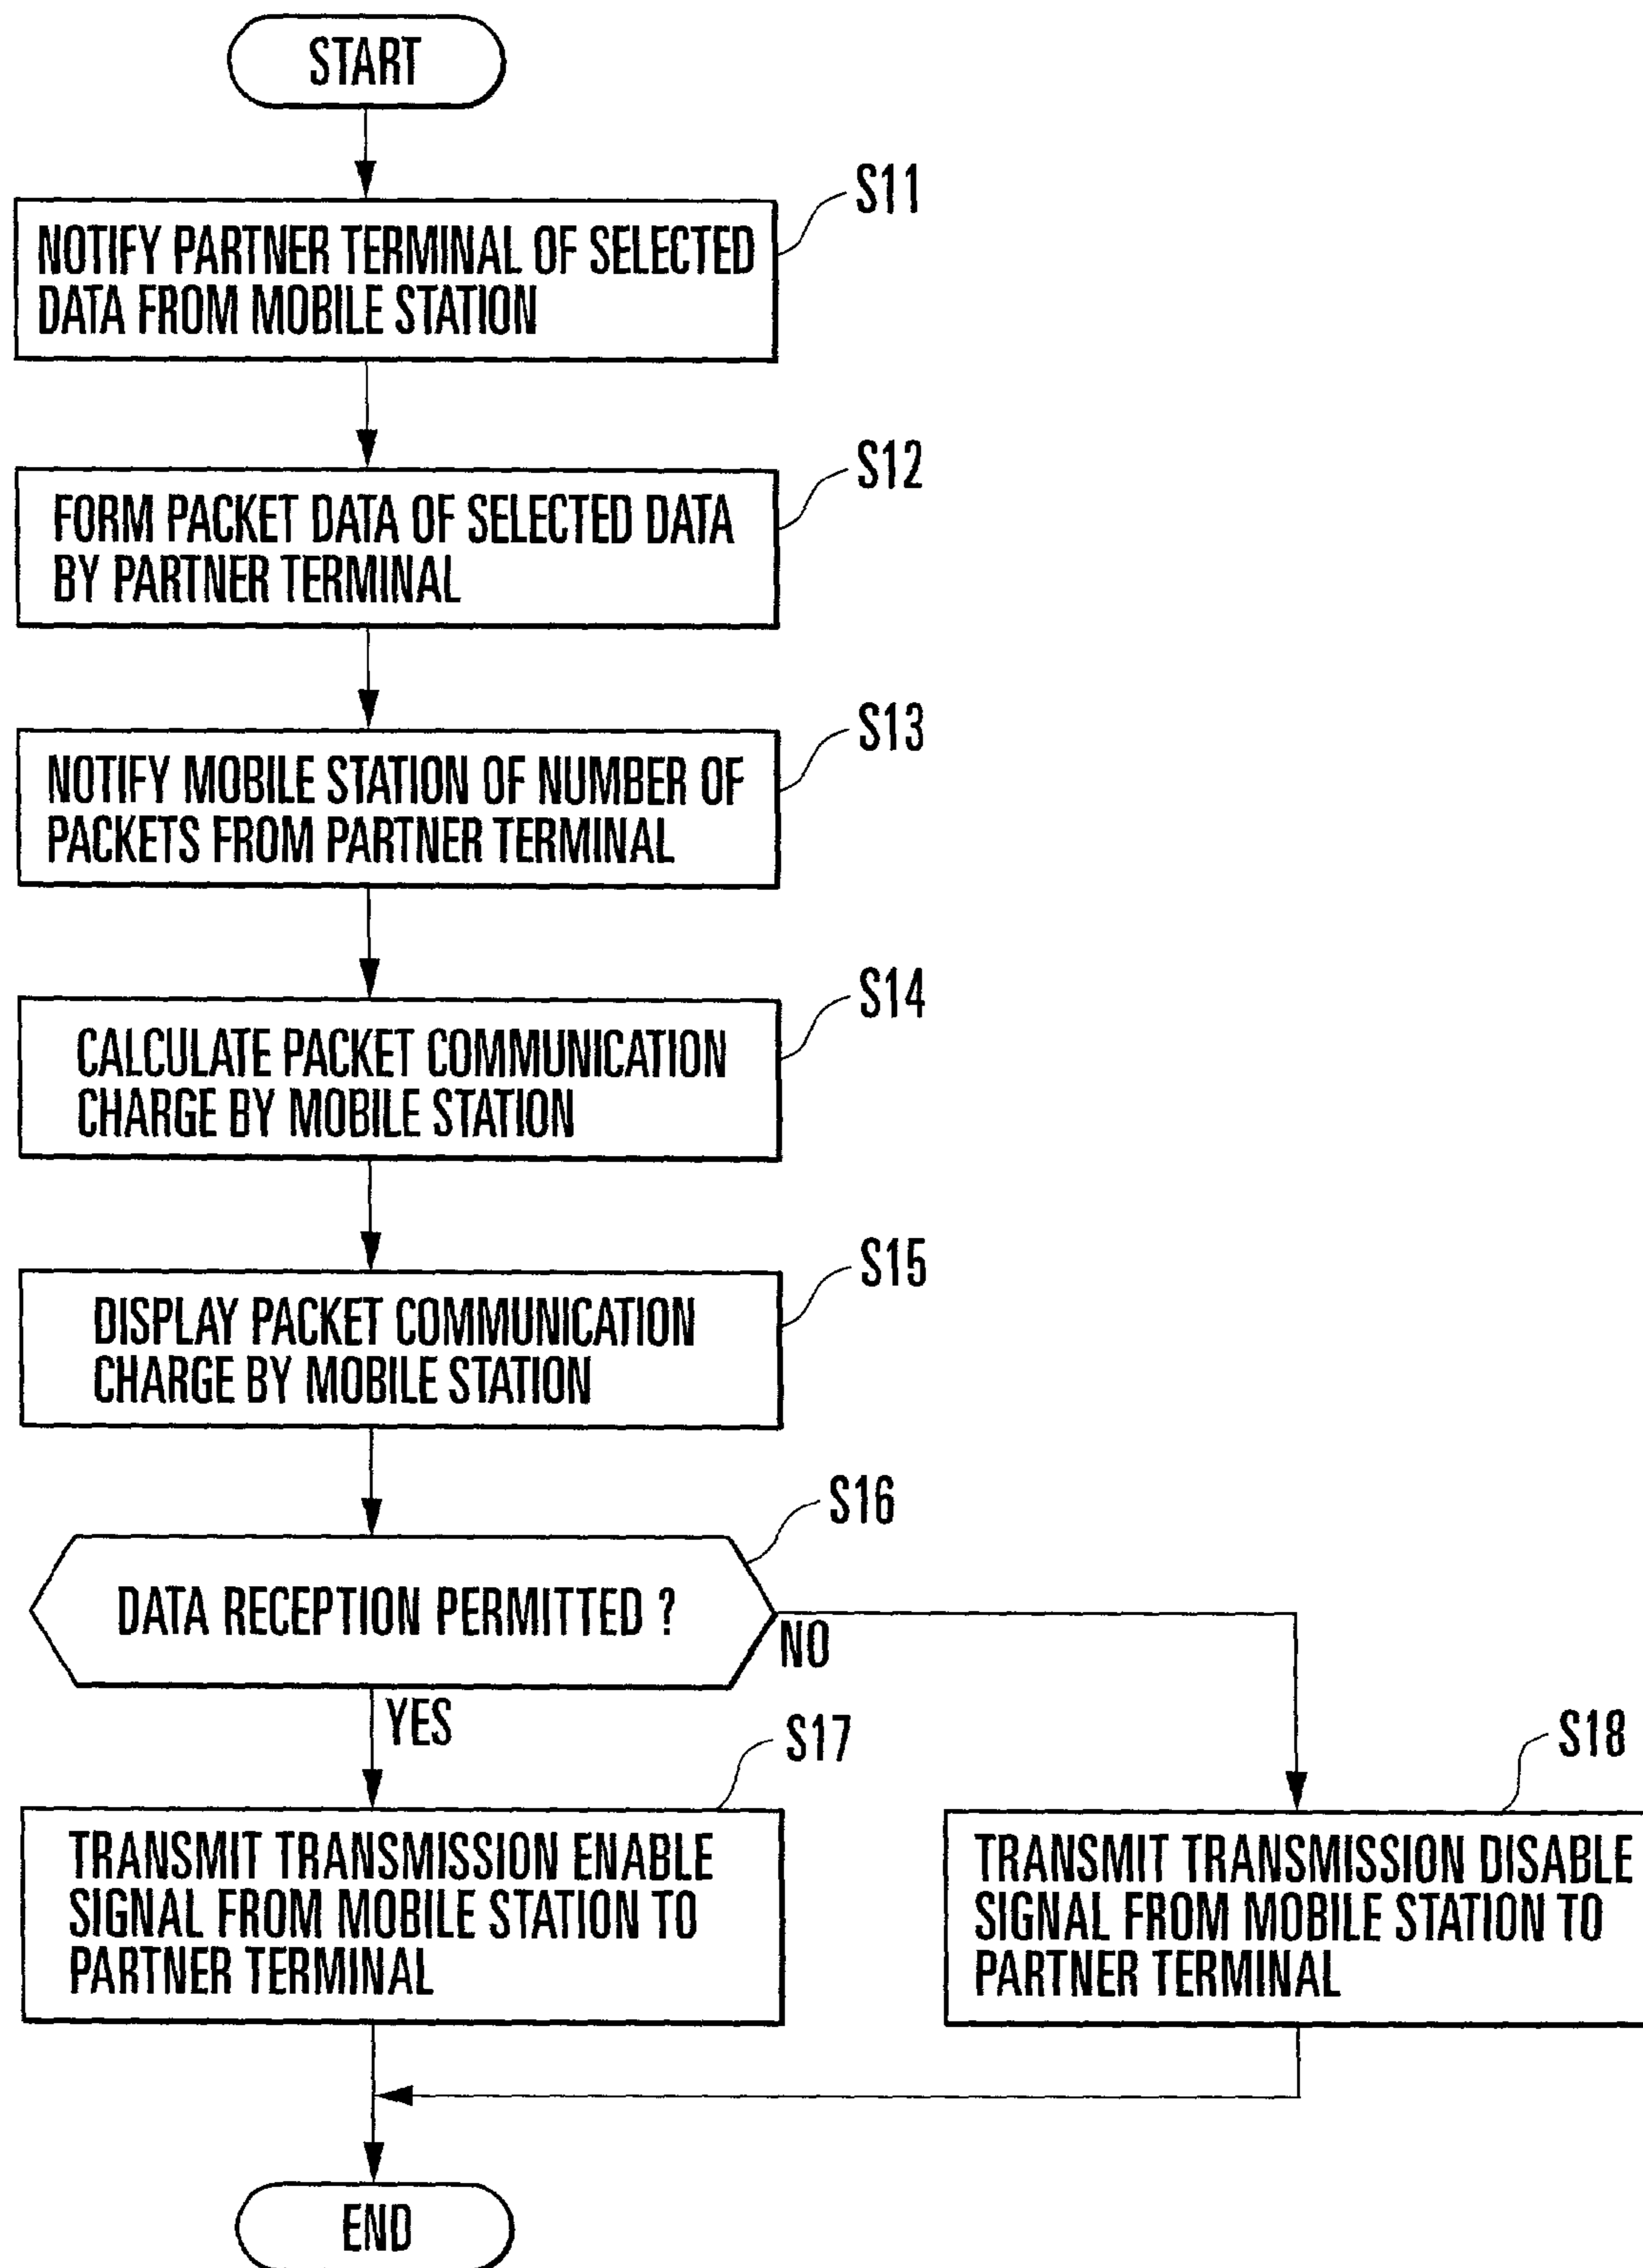 START
S11
NOTIFY PARTNER TERMINAL OF SELECTED
DATA FROM MOBILE STATION
S12
FORM PACKET DATA OF SELECTED DATA
BY PARTNER TERMINAL
S13
NOTIFY MOBILE STATION OF NUMBER OF
PACKETS FROM PARTNER TERMINAL
S14
CALCULATE PACKET COMMUNICATION
CHARGE BY MOBILE STATION
S15
DISPLAY PACKET COMMUNICATION
CHARGE BY MOBILE STATION
S16
DATA RECEPTION PERMITTED ?
NO
YES
S17
TRANSMIT TRANSMISSION ENABLE
SIGNAL FROM MOBILE STATION TO
PARTNER TERMINAL
S18
TRANSMIT TRANSMISSION DISABLE
SIGNAL FROM MOBILE STATION TO
PARTNER TERMINAL
END